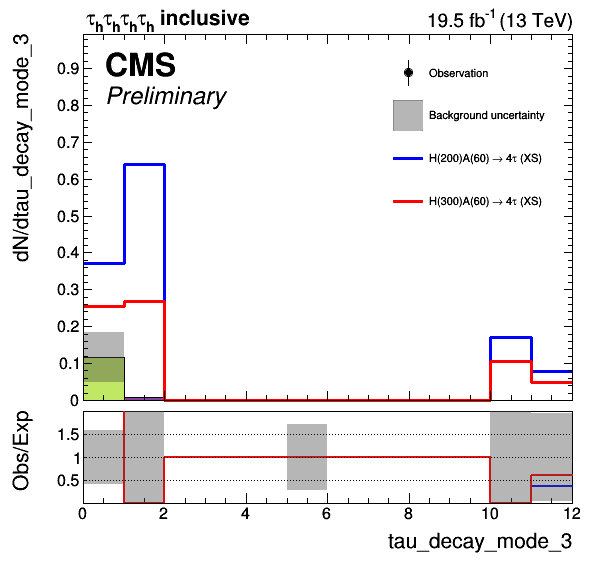 τhτhτhτh inclusive 19.5 fb-1 (13 TeV)
CMS
Preliminary
Observation
Background uncertainty
H(200)A(60) → 4τ (XS)
H(300)A(60) → 4τ (XS)
dN/dtau_decay_mode_3
0.9
0.8
0.7
0.6
0.5
0.4
0.3
0.2
0.1
0
Obs/Exp
1.5
1
0.5
0 2 4 6 8 10 12
tau_decay_mode_3